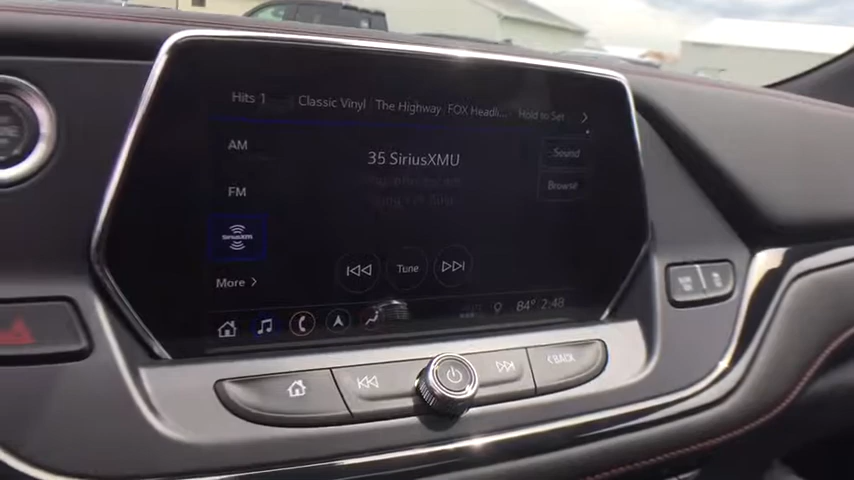 Hits 1 Classic Vinyl The Highway FOX Headli... Hold to Set
AM
35 SiriusXMU
Sound
FM
Browse
SiriusXM
More
Tune
84° 2:48
BACK